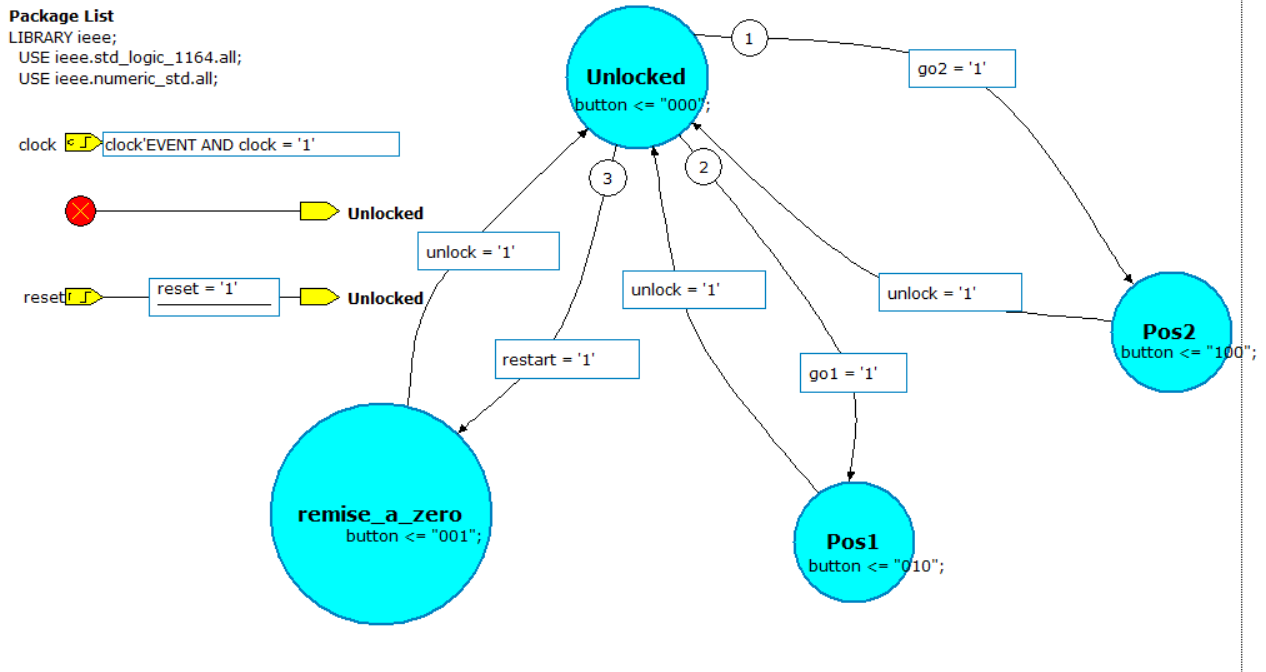 Package List
LIBRARY ieee;
USE ieee.std_logic_1164.all;
USE ieee.numeric_std.all;
clock
c
clock'EVENT AND clock = '1'
Unlocked
reset
r
reset = '1'
Unlocked
Unlocked
button <= "000";
1
go2 = '1'
3
2
unlock = '1'
unlock = '1'
unlock = '1'
Pos2
button <= "100";
restart = '1'
go1 = '1'
remise_a_zero
button <= "001";
Pos1
button <= "010";